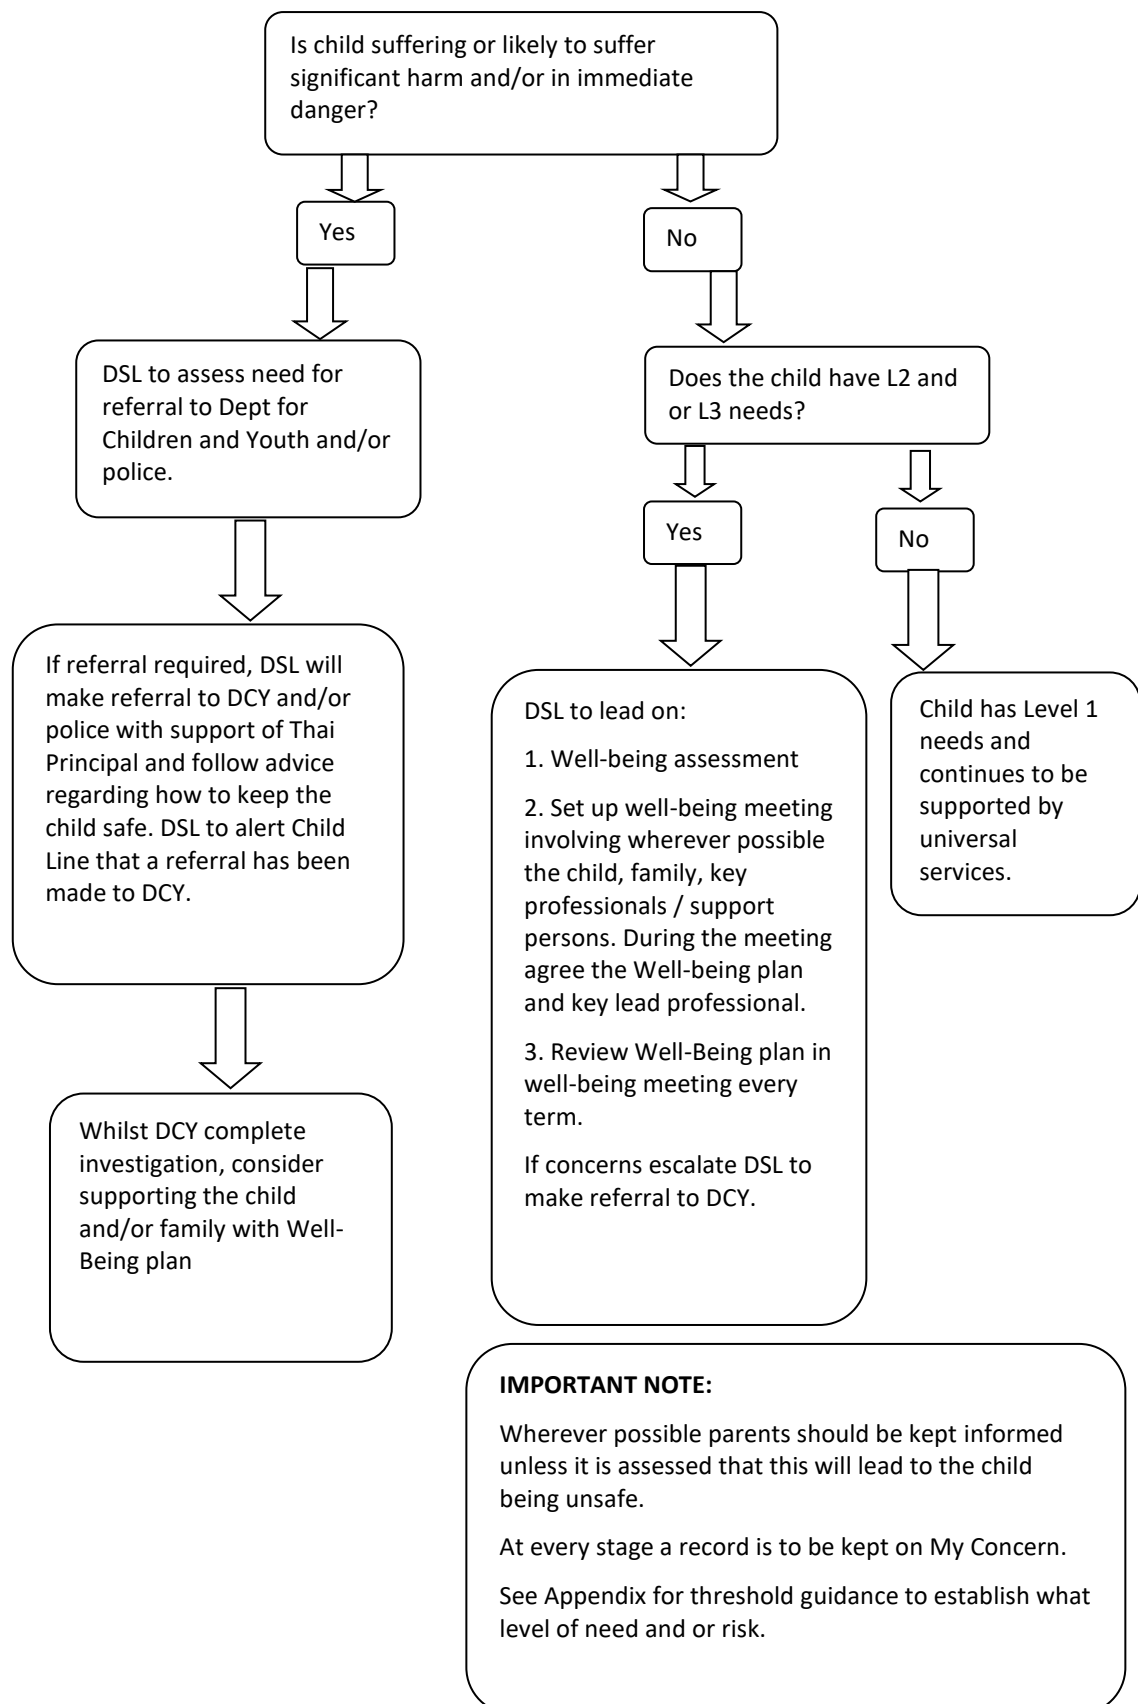 Is child suffering or likely to suffer
significant harm and/or in immediate
danger?
Yes
No
DSL to assess need for
referral to Dept for
Children and Youth and/or
police.
Does the child have L2 and
or L3 needs?
Yes
No
If referral required, DSL will
make referral to DCY and/or
police with support of Thai
Principal and follow advice
regarding how to keep the
child safe. DSL to alert Child
Line that a referral has been
made to DCY.
DSL to lead on:
1. Well-being assessment
2. Set up well-being meeting
involving wherever possible
the child, family, key
professionals / support
persons. During the meeting
agree the Well-being plan
and key lead professional.
3. Review Well-Being plan in
well-being meeting every
term.
If concerns escalate DSL to
make referral to DCY.
Child has Level 1
needs and
continues to be
supported by
universal
services.
Whilst DCY complete
investigation, consider
supporting the child
and/or family with Well-
Being plan
IMPORTANT NOTE:
Wherever possible parents should be kept informed
unless it is assessed that this will lead to the child
being unsafe.
At every stage a record is to be kept on My Concern.
See Appendix for threshold guidance to establish what
level of need and or risk.